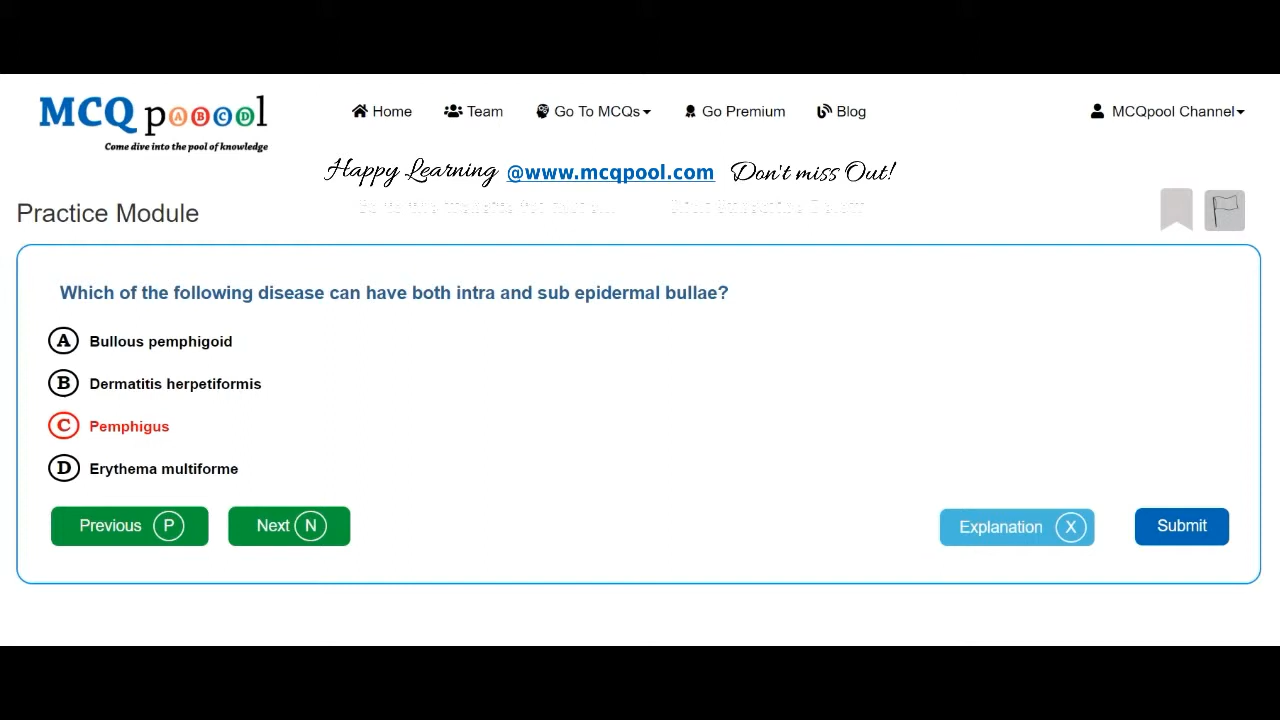 MCQ pooool
Come dive into the pool of knowledge
Home Team Go To MCQs Go Premium Blog MCQpool Channel
Happy Learning @www.mcqpool.com Don't miss Out!
Practice Module
Which of the following disease can have both intra and sub epidermal bullae?
A Bullous pemphigoid
B Dermatitis herpetiformis
C Pemphigus
D Erythema multiforme
Previous P Next N Explanation X Submit